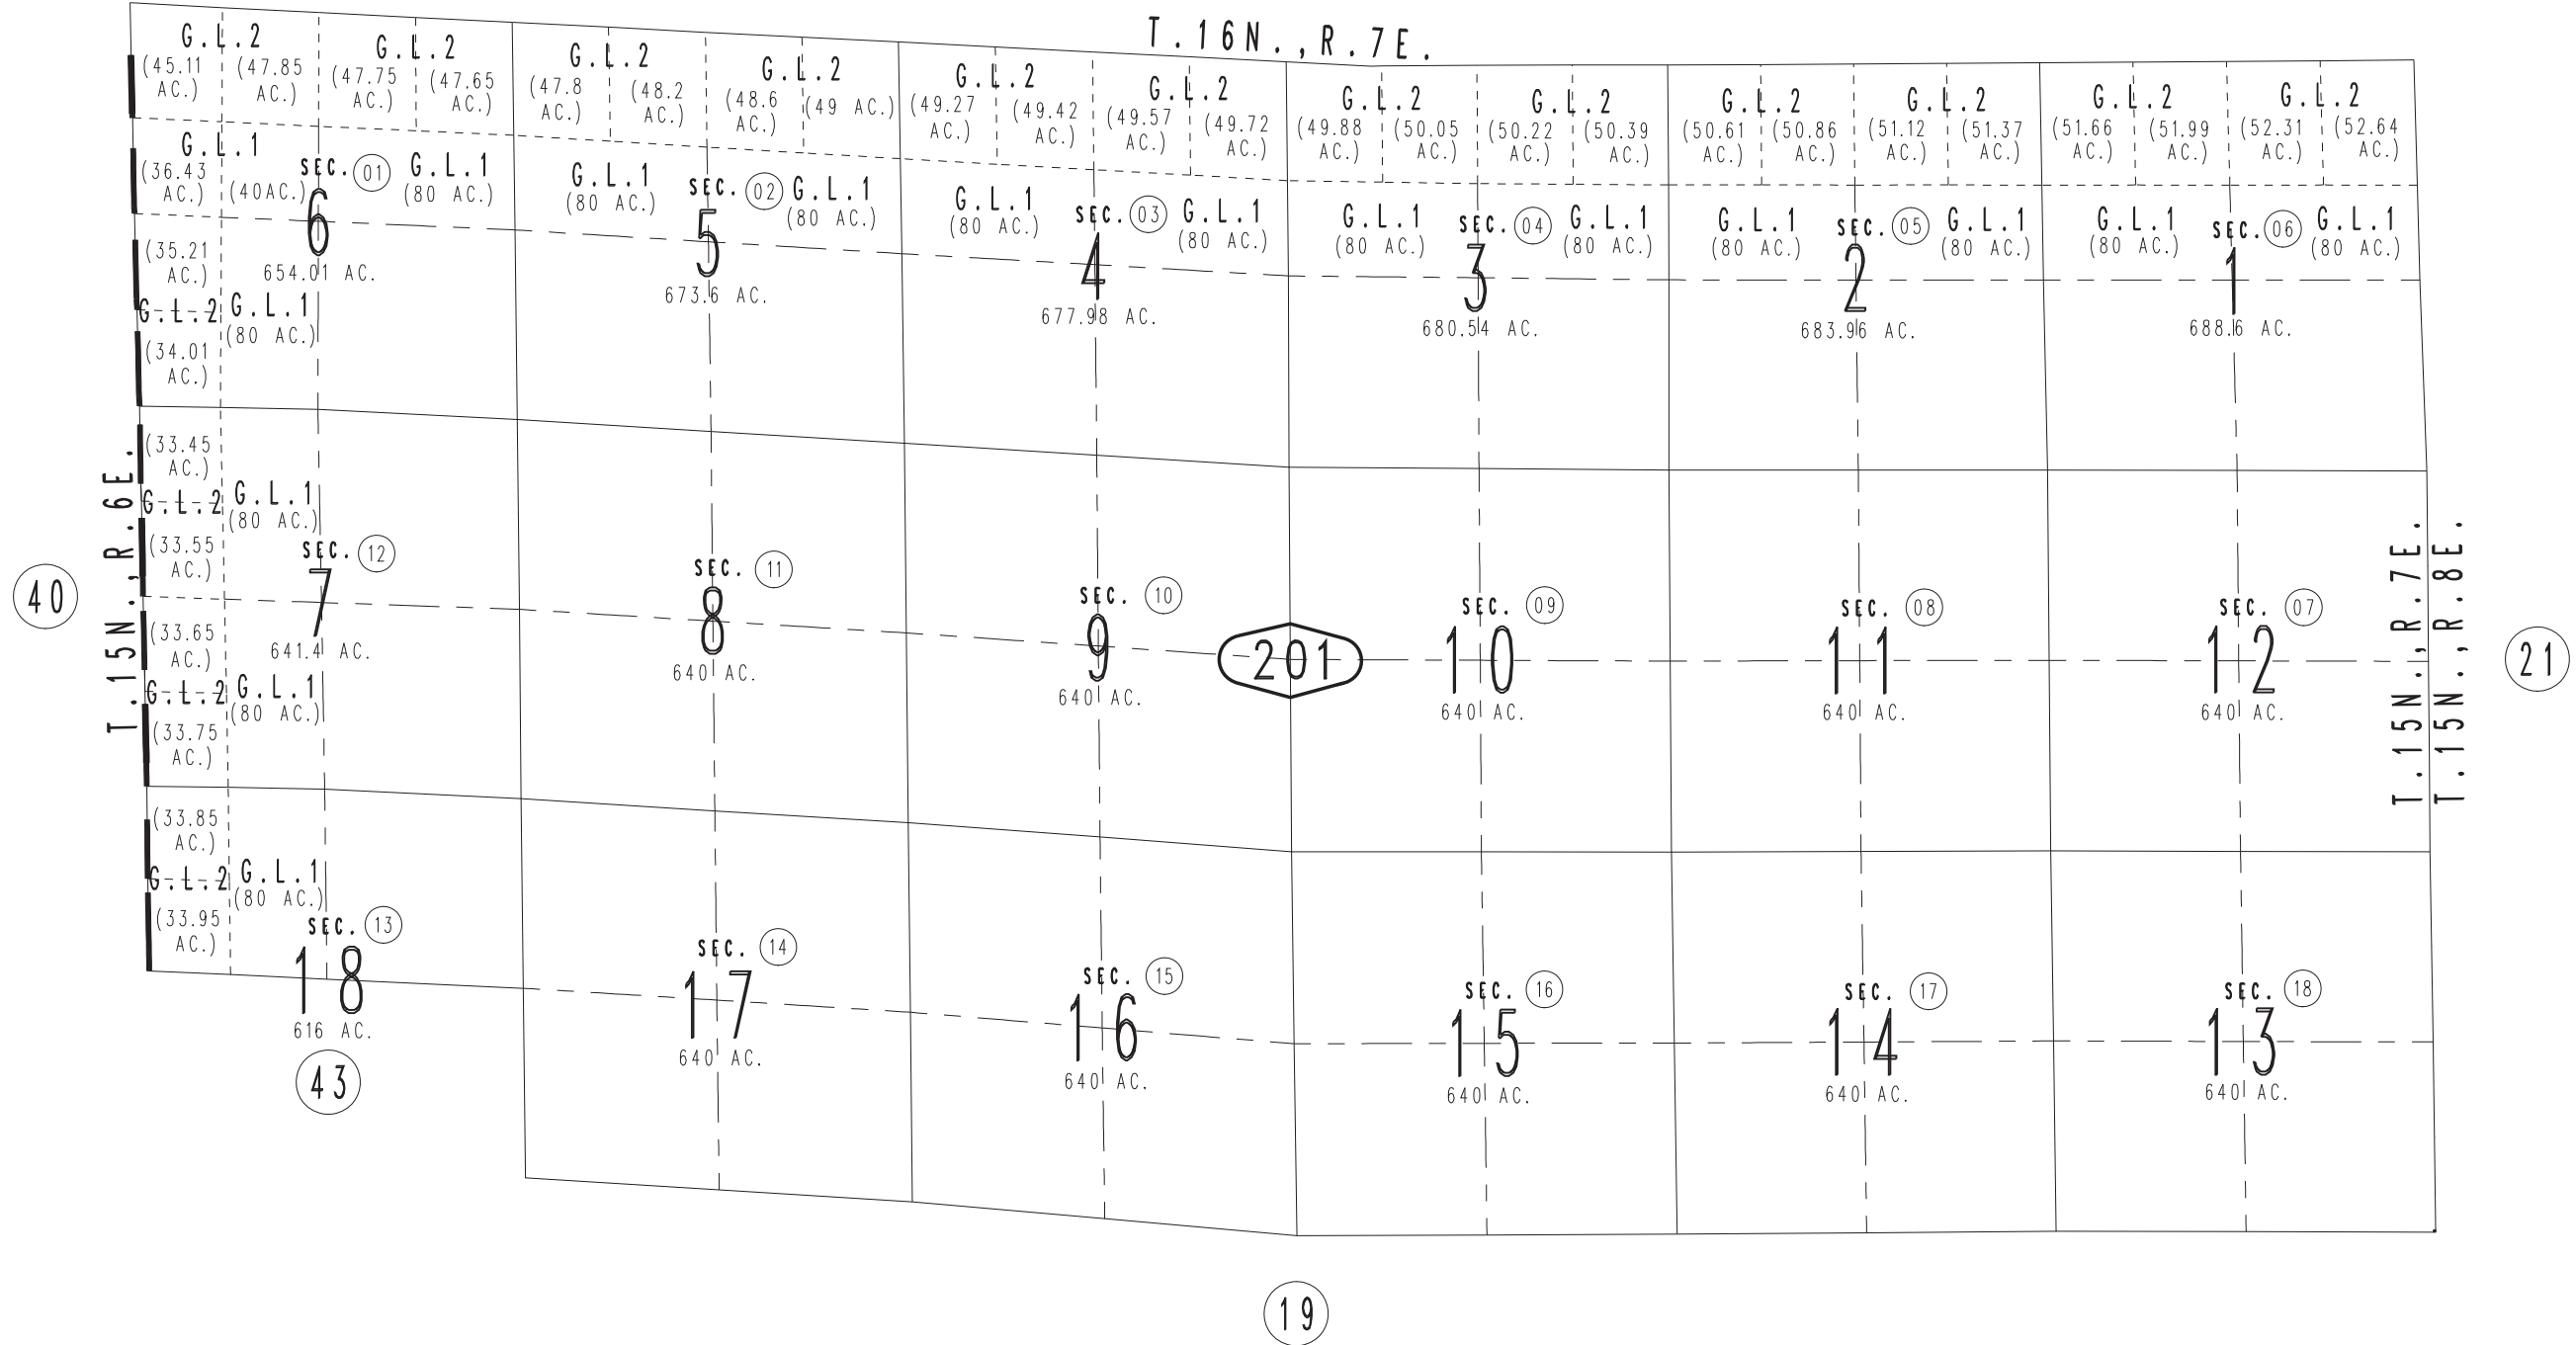 T.16N.,R.7E.
G.L.2
(45.11 AC.)
(47.85 AC.)
G.L.2
(47.75 AC.)
(47.65 AC.)
G.L.2
(47.8 AC.)
(48.2 AC.)
G.L.2
(48.6 AC.)
(49 AC.)
G.L.2
(49.27 AC.)
(49.42 AC.)
G.L.2
(49.57 AC.)
(49.72 AC.)
G.L.2
(49.88 AC.)
(50.05 AC.)
G.L.2
(50.22 AC.)
(50.39 AC.)
G.L.2
(50.61 AC.)
(50.86 AC.)
G.L.2
(51.12 AC.)
(51.37 AC.)
G.L.2
(51.66 AC.)
(51.99 AC.)
G.L.2
(52.31 AC.)
(52.64 AC.)
G.L.1
(36.43 AC.)
(40AC.)
SEC. 01
6
654.01 AC.
G.L.1
(80 AC.)
G.L.1
(80 AC.)
SEC. 02
5
673.6 AC.
G.L.1
(80 AC.)
G.L.1
(80 AC.)
SEC. 03
4
677.98 AC.
G.L.1
(80 AC.)
G.L.1
(80 AC.)
SEC. 04
3
680.54 AC.
G.L.1
(80 AC.)
G.L.1
(80 AC.)
SEC. 05
2
683.96 AC.
G.L.1
(80 AC.)
G.L.1
(80 AC.)
SEC. 06
1
688.6 AC.
G.L.1
(80 AC.)
(35.21 AC.)
G.L.2
G.L.1
(80 AC.)
(34.01 AC.)
T.15N.,R.6E.
40
(33.45 AC.)
G.L.2
G.L.1
(80 AC.)
(33.55 AC.)
SEC. 12
7
641.4 AC.
(33.65 AC.)
G.L.2
G.L.1
(80 AC.)
(33.75 AC.)
SEC. 11
8
640 AC.
SEC. 10
9
640 AC.
201
SEC. 09
10
640 AC.
SEC. 08
11
640 AC.
SEC. 07
12
640 AC.
T.15N.,R.7E.
T.15N.,R.8E.
21
(33.85 AC.)
G.L.2
G.L.1
(80 AC.)
(33.95 AC.)
SEC. 13
18
616 AC.
43
SEC. 14
17
640 AC.
SEC. 15
16
640 AC.
SEC. 16
15
640 AC.
SEC. 17
14
640 AC.
SEC. 18
13
640 AC.
19